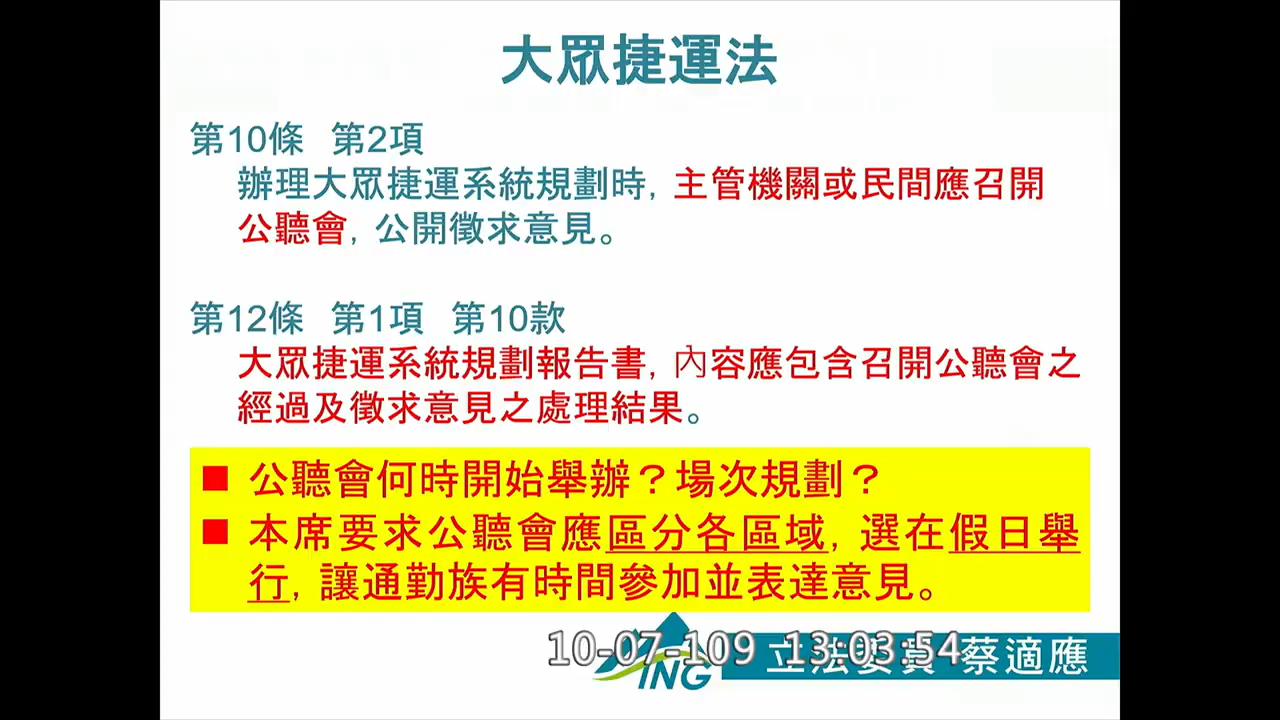 大眾捷運法
第10條 第2項
辦理大眾捷運系統規劃時，主管機關或民間應召開
公聽會，公開徵求意見。
第12條 第1項 第10款
大眾捷運系統規劃報告書，內容應包含召開公聽會之
經過及徵求意見之處理結果。
公聽會何時開始舉辦？場次規劃？
本席要求公聽會應區分各區域，選在假日舉
行，讓通勤族有時間參加並表達意見。
10-07-109 13:03:54
立法委員 蔡適應
ING